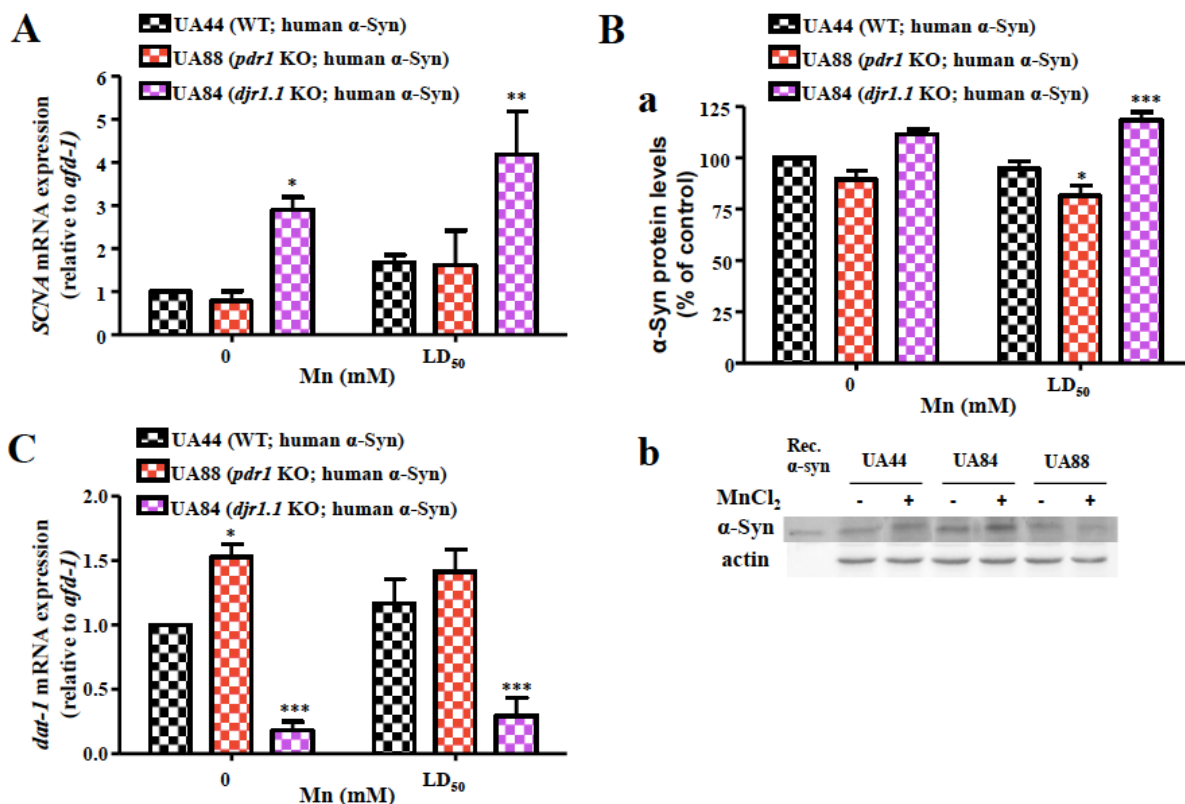 A
UA44 (WT; human α-Syn)
UA88 (pdr1 KO; human α-Syn)
UA84 (djr1.1 KO; human α-Syn)
SCNA mRNA expression
(relative to afd-1)
6
5
4
3
2
1
0
*
**
0
LD50
Mn (mM)
B
UA44 (WT; human α-Syn)
UA88 (pdr1 KO; human α-Syn)
UA84 (djr1.1 KO; human α-Syn)
a
α-Syn protein levels
(% of control)
125
100
75
50
25
0
*
***
0
LD50
Mn (mM)
C
UA44 (WT; human α-Syn)
UA88 (pdr1 KO; human α-Syn)
UA84 (djr1.1 KO; human α-Syn)
dat-1 mRNA expression
(relative to afd-1)
2.0
1.5
1.0
0.5
0.0
*
***
***
0
LD50
Mn (mM)
b
Rec.
α-syn
UA44 UA84 UA88
MnCl2 - + - + - +
α-Syn
actin